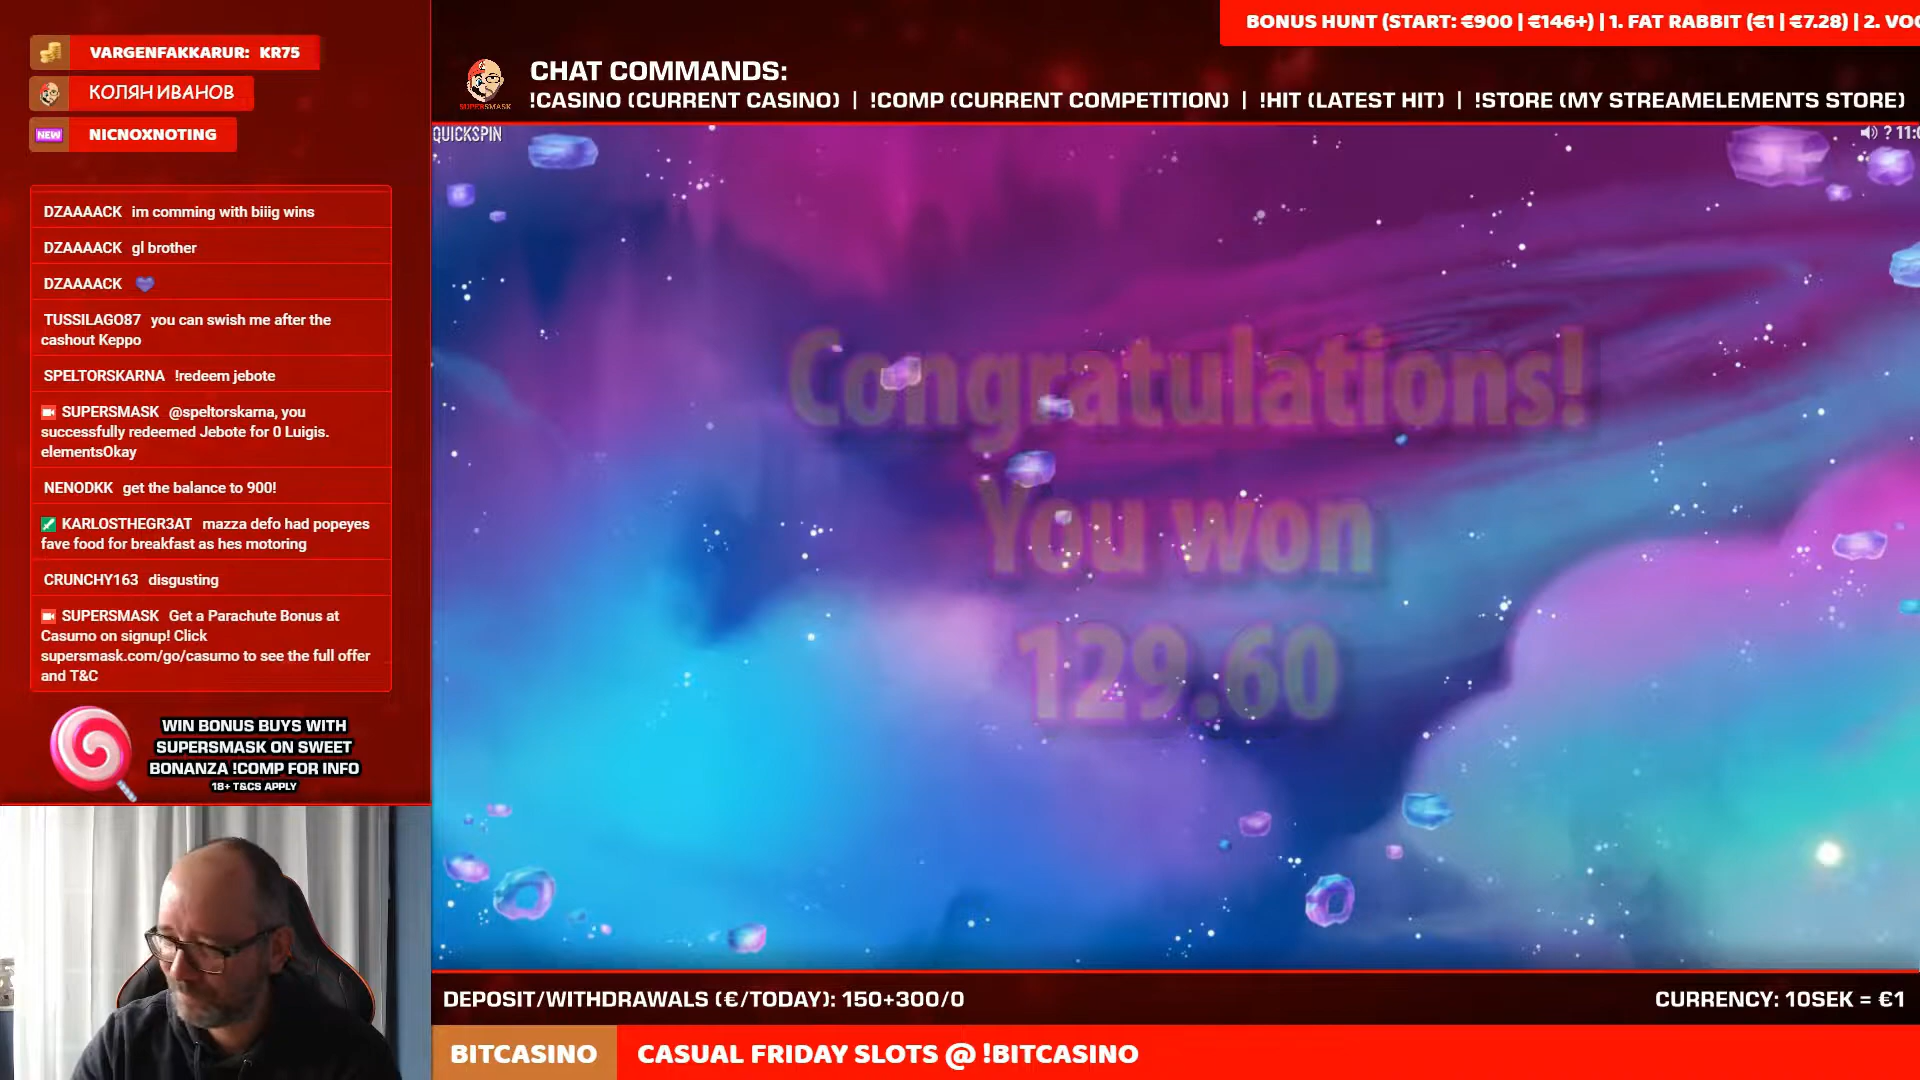 VARGENFAKKARUR: KR75
КОЛЯН ИВАНОВ
NEW NICNOXNOTING
DZAAAACK im comming with biiig wins
DZAAAACK gl brother
DZAAAACK
TUSSILAGO87 you can swish me after the
cashout Keppo
SPELTORSKARNA !redeem jebote
SUPERSMASK @speltorskarna, you
successfully redeemed Jebote for 0 Luigis.
elementsOkay
NENODKK get the balance to 900!
KARLOSTHEGR3AT mazza defo had popeyes
fave food for breakfast as hes motoring
CRUNCHY163 disgusting
SUPERSMASK Get a Parachute Bonus at
Casumo on signup! Click
supersmask.com/go/casumo to see the full offer
and T&C
WIN BONUS BUYS WITH
SUPERSMASK ON SWEET
BONANZA !COMP FOR INFO
18+ T&CS APPLY
BONUS HUNT (START: €900 | €146+) | 1. FAT RABBIT (€1 | €7.28) | 2. VO
SUPERSMASK
CHAT COMMANDS:
!CASINO (CURRENT CASINO) | !COMP (CURRENT COMPETITION) | !HIT (LATEST HIT) | !STORE (MY STREAMELEMENTS STORE)
QUICKSPIN
? 11:
Congratulations!
You won
129.60
DEPOSIT/WITHDRAWALS (€/TODAY): 150+300/0
CURRENCY: 10SEK = €1
BITCASINO
CASUAL FRIDAY SLOTS @ !BITCASINO